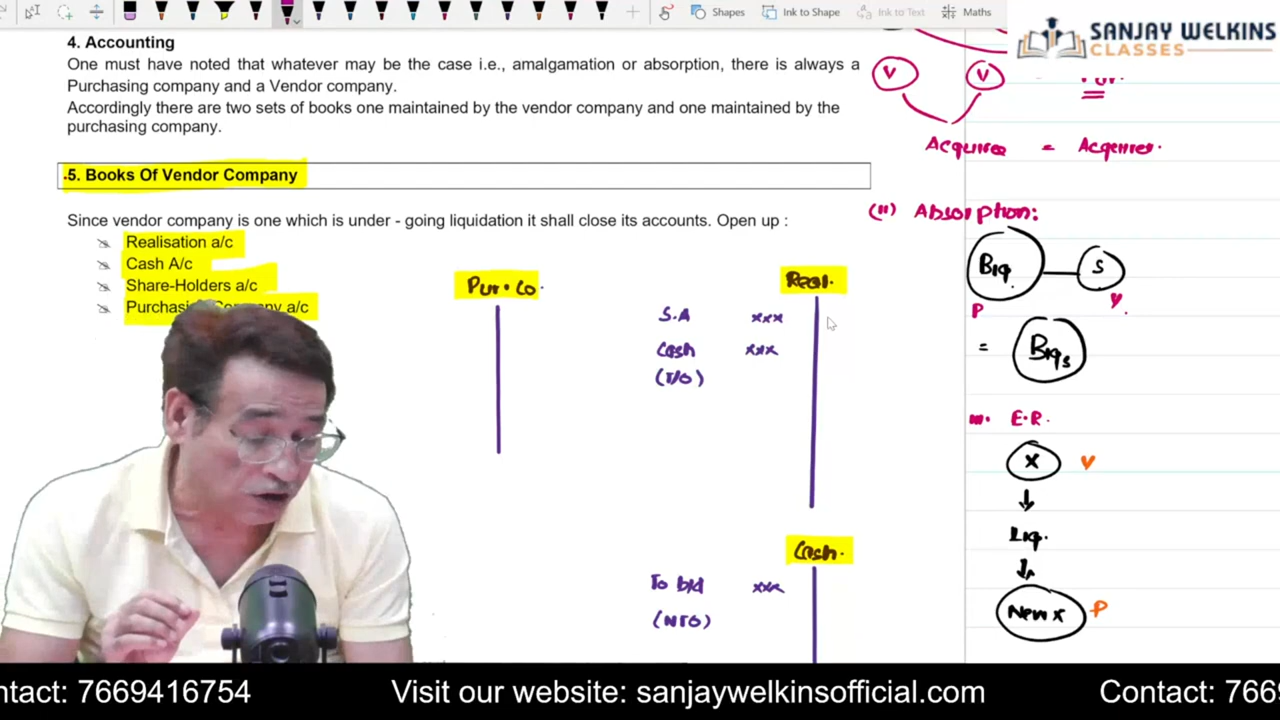 Shapes
Ink to Shape
Ink to Text
Maths
SANJAY WELKINS
CLASSES
4. Accounting
One must have noted that whatever may be the case i.e., amalgamation or absorption, there is always a
Purchasing company and a Vendor company.
Accordingly there are two sets of books one maintained by the vendor company and one maintained by the
purchasing company.
5. Books Of Vendor Company
Since vendor company is one which is under - going liquidation it shall close its accounts. Open up :
Realisation a/c
Cash A/c
Share-Holders a/c
Purchasing Company a/c
Pur. Co.
Real.
S.A xxx
Cash xxx
(T/O)
Cash.
To b/d xxx
(NTO)
V V
Acquiree = Acquirer.
(II) Absorption:
Big S
P V.
= Bigs
III. E.R.
X V
Liq.
New X P
ntact: 7669416754 Visit our website: sanjaywelkinsofficial.com Contact: 766